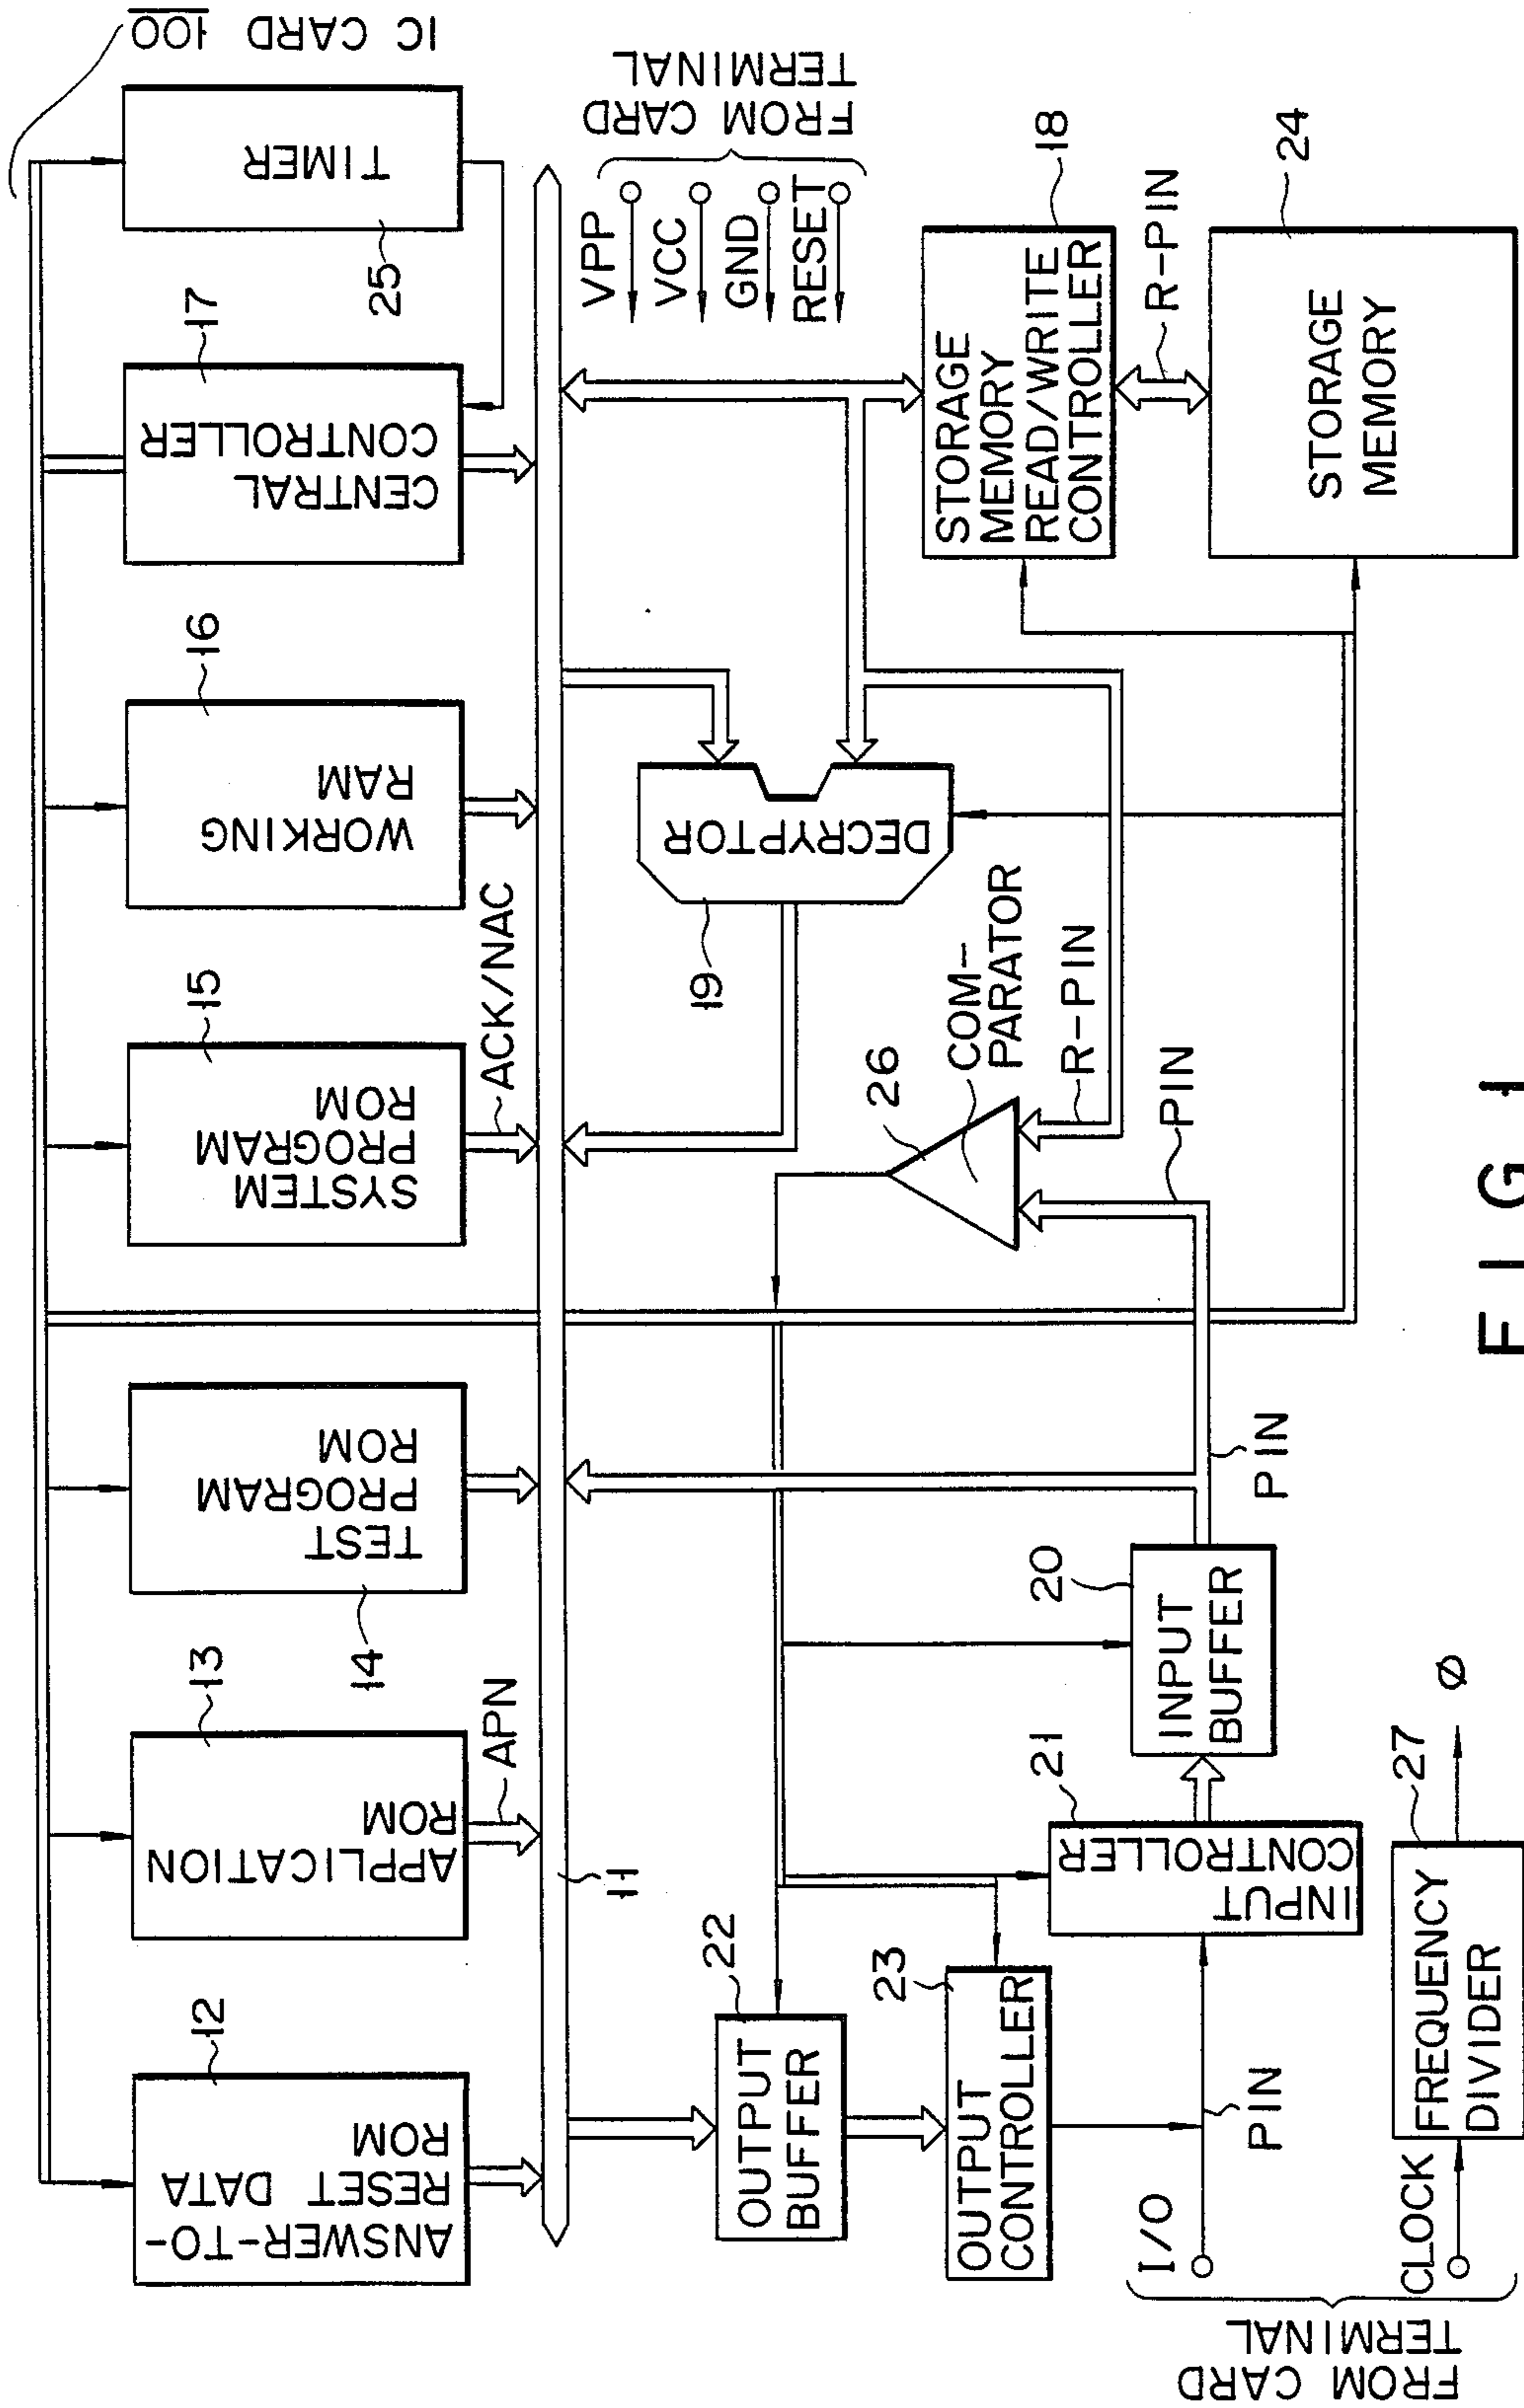 IC CARD 100
ANSWER-TO-
RESET DATA
ROM
12
APPLICATION
ROM
13
APN
TEST
PROGRAM
ROM
14
SYSTEM
PROGRAM
ROM
15
ACK/NAC
WORKING
RAM
16
CENTRAL
CONTROLLER
17
TIMER
25
11
FROM CARD
TERMINAL
VPP
VCC
GND
RESET
OUTPUT
BUFFER
22
OUTPUT
CONTROLLER
23
DECRYPTOR
19
COM-
PARATOR
26
R-PIN
PIN
STORAGE
MEMORY
READ/WRITE
CONTROLLER
18
R-PIN
STORAGE
MEMORY
24
INPUT
CONTROLLER
21
INPUT
BUFFER
20
PIN
I/O
PIN
CLOCK
FREQUENCY
DIVIDER
27
Ø
FROM CARD
TERMINAL
FIG 1